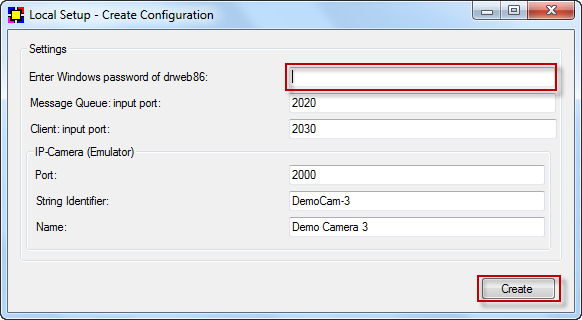 Local Setup - Create Configuration
Settings
Enter Windows password of drweb86:
Message Queue: input port: 2020
Client: input port: 2030
IP-Camera (Emulator)
Port: 2000
String Identifier: DemoCam-3
Name: Demo Camera 3
Create